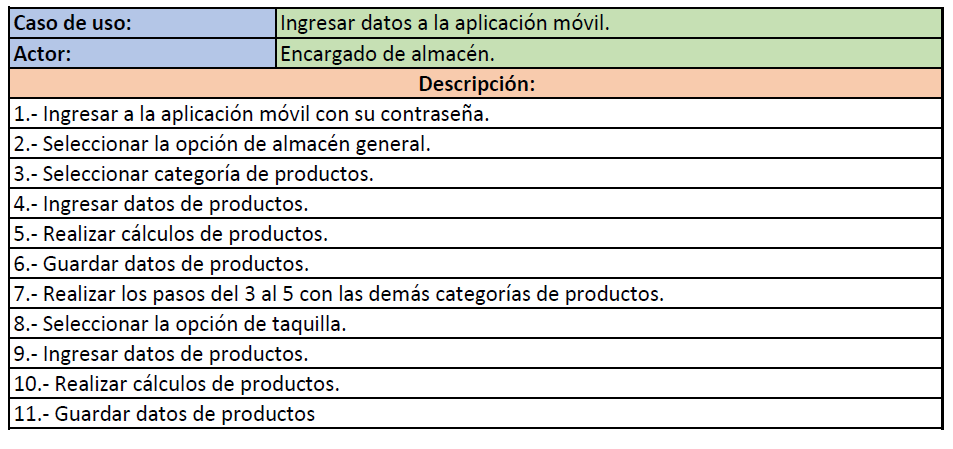 Caso de uso: Ingresar datos a la aplicación móvil.
Actor: Encargado de almacén.
Descripción:
1.- Ingresar a la aplicación móvil con su contraseña.
2.- Seleccionar la opción de almacén general.
3.- Seleccionar categoría de productos.
4.- Ingresar datos de productos.
5.- Realizar cálculos de productos.
6.- Guardar datos de productos.
7.- Realizar los pasos del 3 al 5 con las demás categorías de productos.
8.- Seleccionar la opción de taquilla.
9.- Ingresar datos de productos.
10.- Realizar cálculos de productos.
11.- Guardar datos de productos